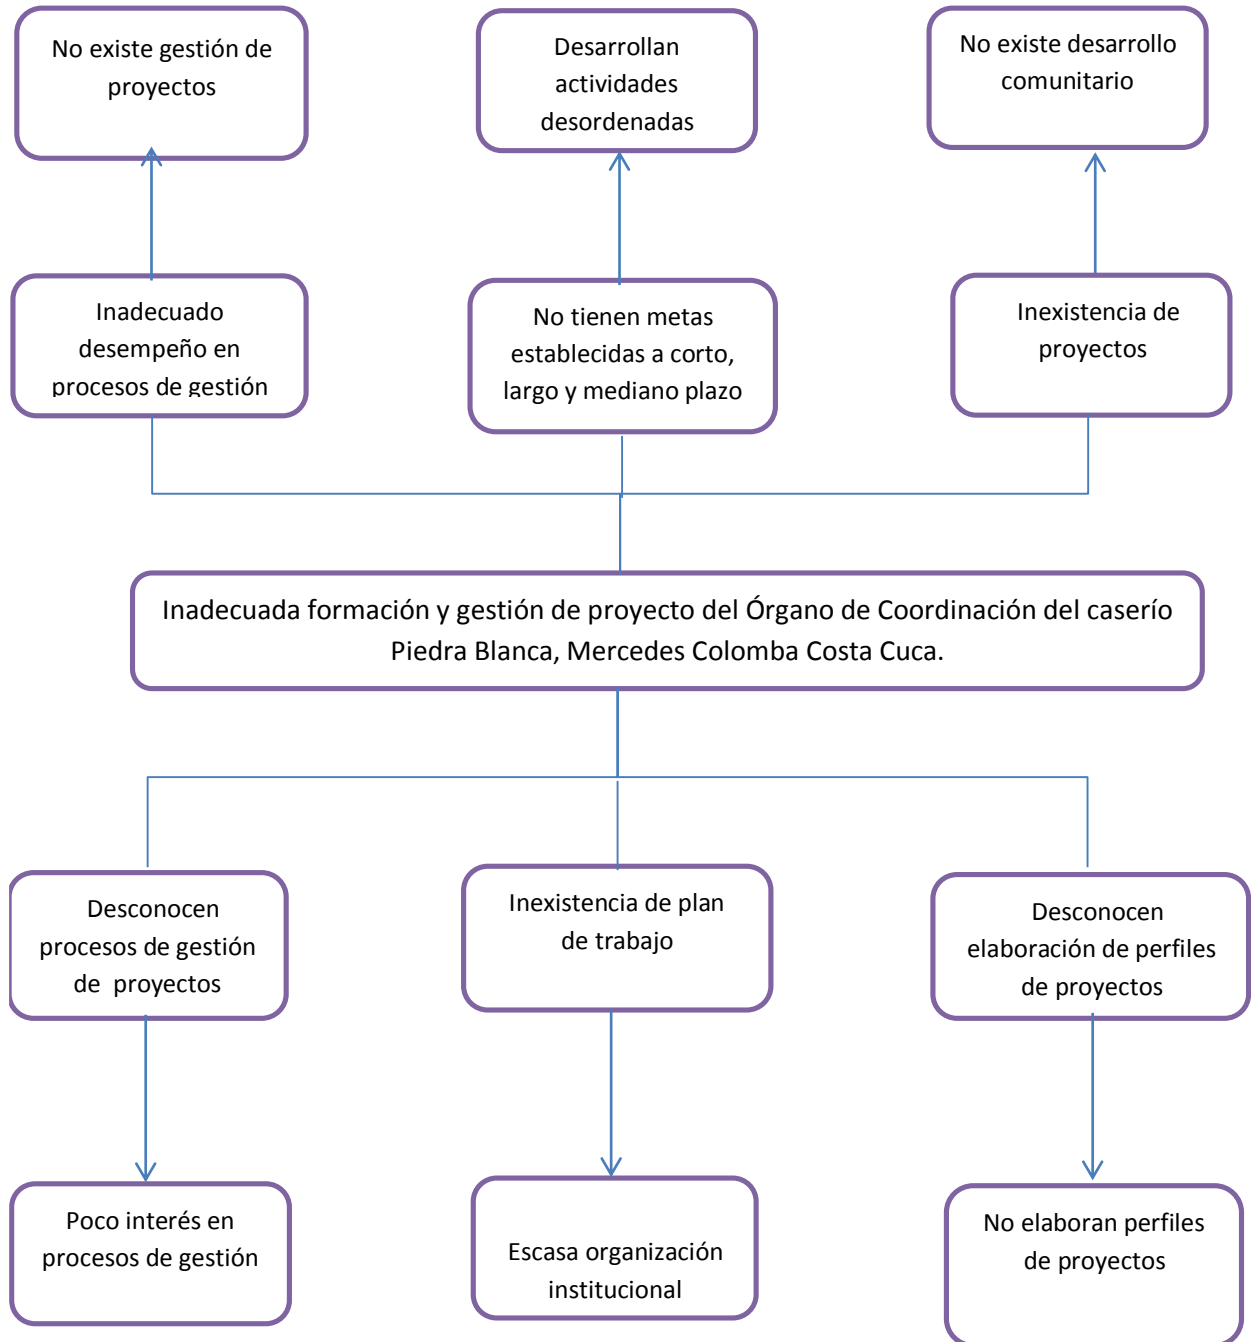 No existe gestión de
proyectos
Desarrollan
actividades
desordenadas
No existe desarrollo
comunitario
Inadecuado
desempeño en
procesos de gestión
No tienen metas
establecidas a corto,
largo y mediano plazo
Inexistencia de
proyectos
Inadecuada formación y gestión de proyecto del Órgano de Coordinación del caserío
Piedra Blanca, Mercedes Colomba Costa Cuca.
Desconocen
procesos de gestión
de proyectos
Inexistencia de plan
de trabajo
Desconocen
elaboración de perfiles
de proyectos
Poco interés en
procesos de gestión
Escasa organización
institucional
No elaboran perfiles
de proyectos